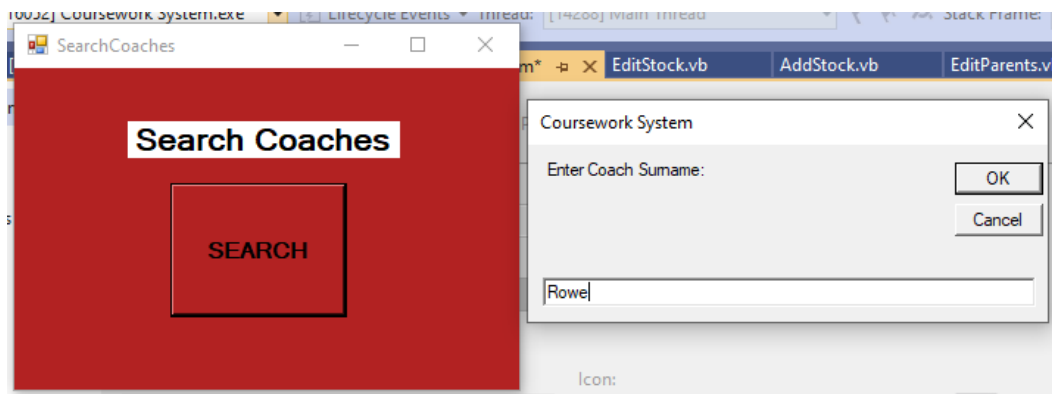 10052] Coursework System.exe Lifecycle Events Thread: [14288] Main Thread Stack Frame:
SearchCoaches
m* EditStock.vb AddStock.vb EditParents.v
Search Coaches
SEARCH
Coursework System
Enter Coach Surname:
OK
Cancel
Rowe
Icon: